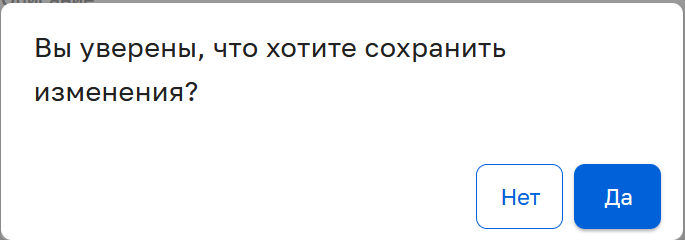 Вы уверены, что хотите сохранить
изменения?
Нет
Да